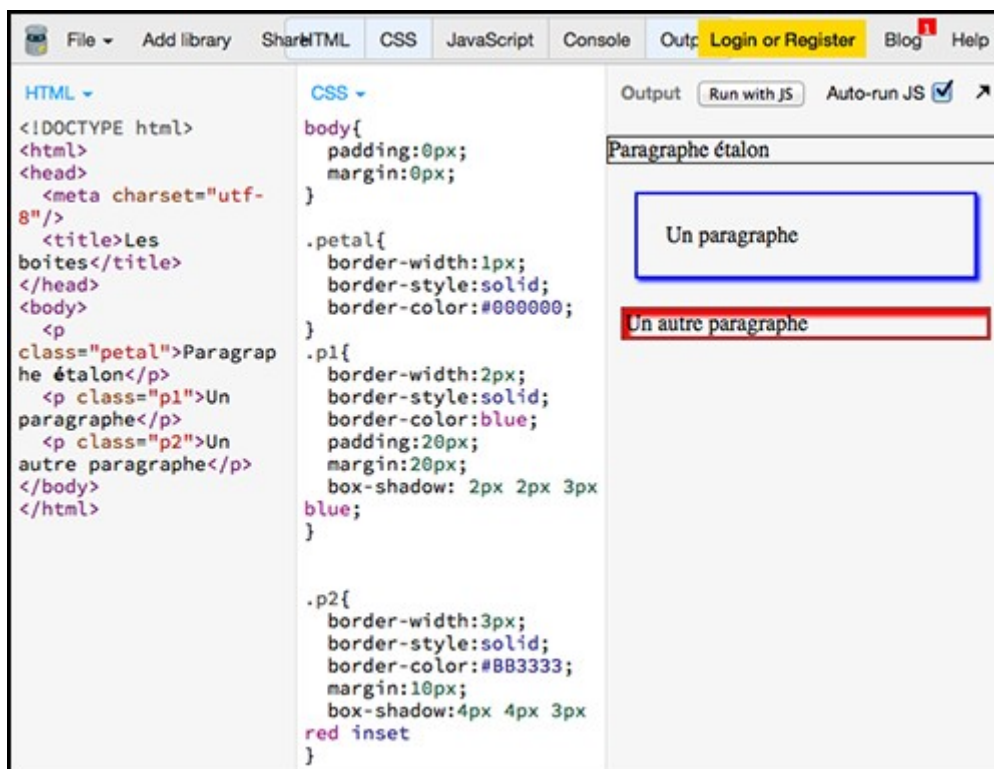 File Add library Share HTML CSS JavaScript Console Outp Login or Register Blog 1 Help
HTML
<!DOCTYPE html>
<html>
<head>
<meta charset="utf-
8"/>
<title>Les
boites</title>
</head>
<body>
<p
class="petal">Paragrap
he étalon</p>
<p class="p1">Un
paragraphe</p>
<p class="p2">Un
autre paragraphe</p>
</body>
</html>
CSS
body{
padding:0px;
margin:0px;
}
.petal{
border-width:1px;
border-style:solid;
border-color:#000000;
}
.p1{
border-width:2px;
border-style:solid;
border-color:blue;
padding:20px;
margin:20px;
box-shadow: 2px 2px 3px
blue;
}
.p2{
border-width:3px;
border-style:solid;
border-color:#BB3333;
margin:10px;
box-shadow:4px 4px 3px
red inset
}
Output Run with JS Auto-run JS
Paragraphe étalon
Un paragraphe
Un autre paragraphe